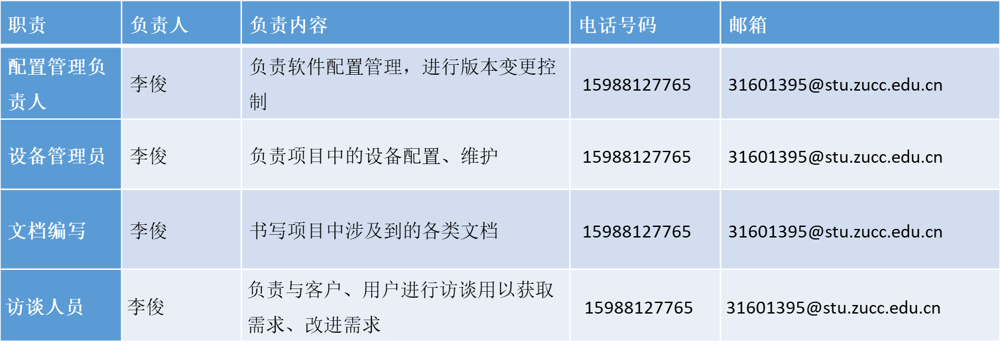 职责 负责人 负责内容 电话号码 邮箱
配置管理负
责人
李俊
负责软件配置管理，进行版本变更控
制
15988127765
31601395@stu.zucc.edu.cn
设备管理员 李俊 负责项目中的设备配置、维护 15988127765 31601395@stu.zucc.edu.cn
文档编写 李俊 书写项目中涉及到的各类文档 15988127765 31601395@stu.zucc.edu.cn
访谈人员
李俊
负责与客户、用户进行访谈用以获取
需求、改进需求
15988127765
31601395@stu.zucc.edu.cn